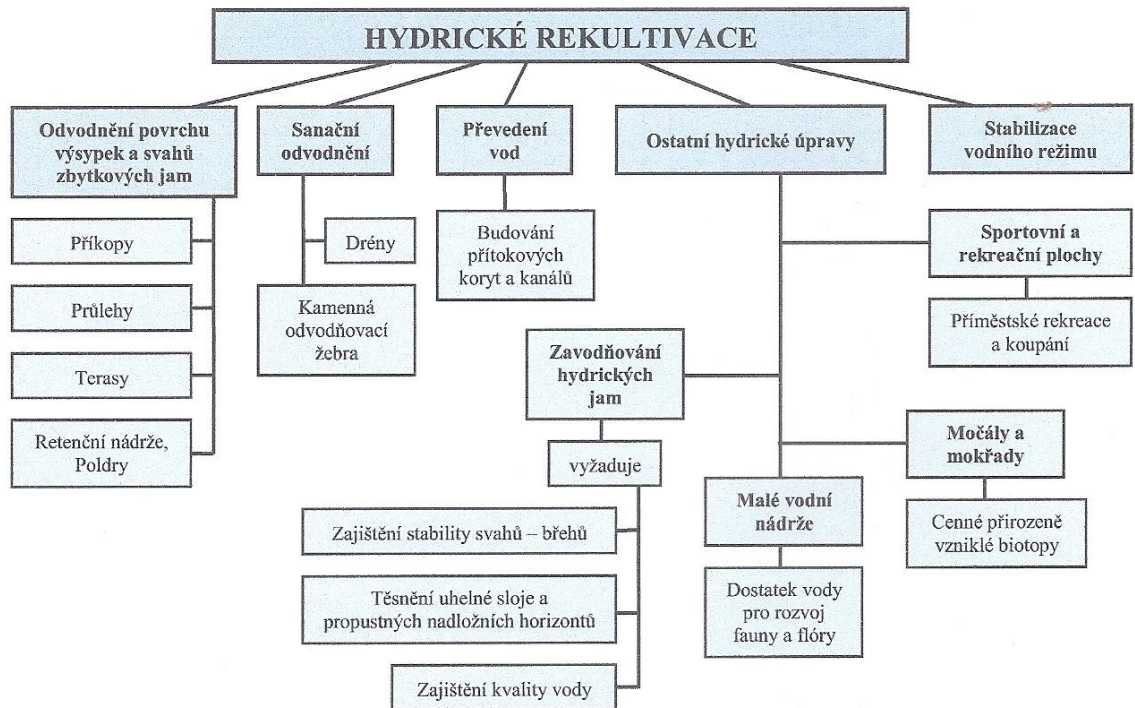 HYDRICKÉ REKULTIVACE
Odvodnění povrchu
výsypek a svahů
zbytkových jam
Příkopy
Průlehy
Terasy
Retenční nádrže,
Poldry
Sanační
odvodnění
Drény
Kamenná
odvodňovací
žebra
Převedení
vod
Budování
přítokových
koryt a kanálů
Ostatní hydrické úpravy
Zavodňování
hydrických
jam
vyžaduje
Zajištění stability svahů – břehů
Těsnění uhelné sloje a
propustných nadložních horizontů
Zajištění kvality vody
Malé vodní
nádrže
Dostatek vody
pro rozvoj
fauny a flóry
Sportovní a
rekreační plochy
Příměstské rekreace
a koupání
Močály a
mokřady
Cenné přirozeně
vzniklé biotopy
Stabilizace
vodního režimu